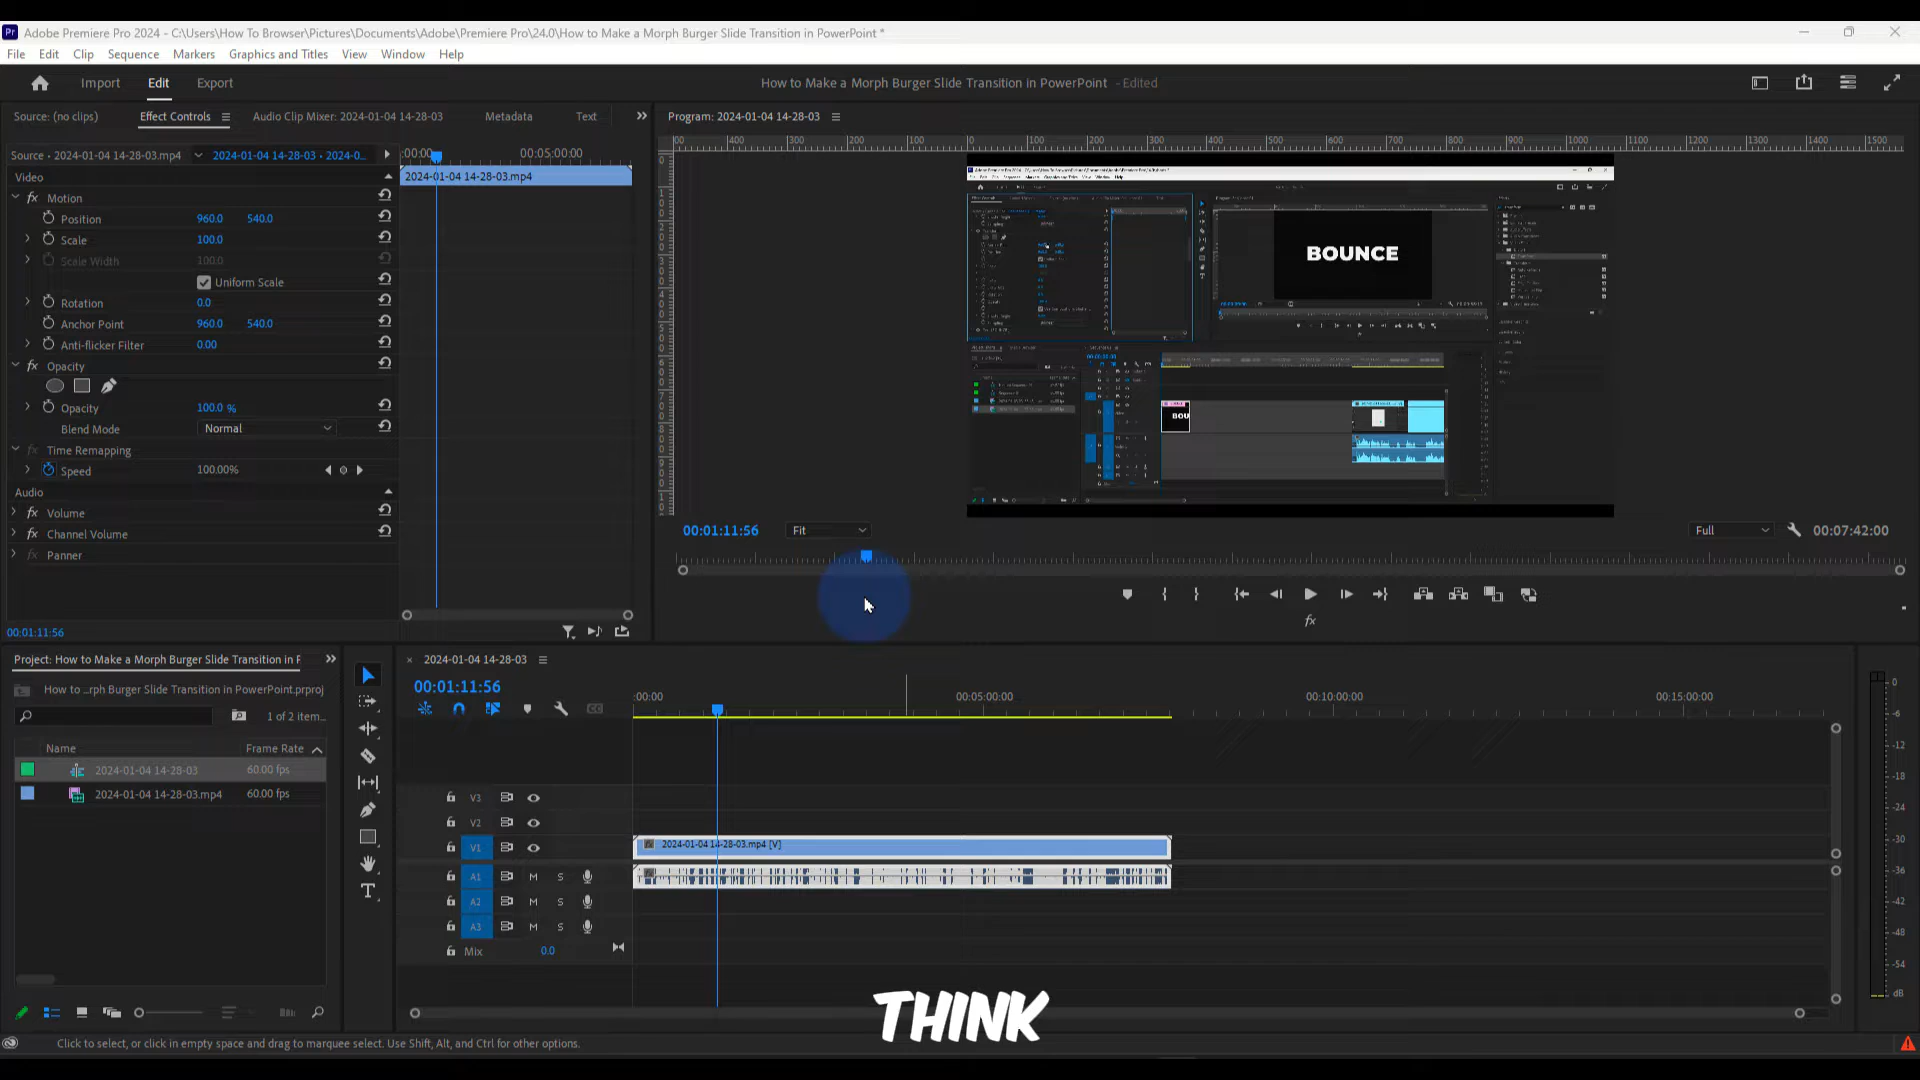 Adobe Premiere Pro 2024 - C:\Users\How To Browser\Pictures\Documents\Adobe\Premiere Pro\24.0\How to Make a Morph Burger Slide Transition in PowerPoint *
File Edit Clip Sequence Markers Graphics and Titles View Window Help
Import Edit Export
How to Make a Morph Burger Slide Transition in PowerPoint - Edited
Source: (no clips) Effect Controls Audio Clip Mixer: 2024-01-04 14-28-03 Metadata Text
Program: 2024-01-04 14-28-03
Source • 2024-01-04 14-28-03.mp4 2024-01-04 14-28-03 • 2024-0...
:00:00 00:05:00:00
2024-01-04 14-28-03.mp4
Video
Motion
Position 960.0 540.0
Scale 100.0
Scale Width 100.0
Uniform Scale
Rotation 0.0
Anchor Point 960.0 540.0
Anti-flicker Filter 0.00
Opacity
Opacity 100.0 %
Blend Mode Normal
Time Remapping
Speed 100.00%
Audio
Volume
Channel Volume
Panner
00:01:11:56
BOUNCE
00:01:11:56 Fit Full 00:07:42:00
Project: How to Make a Morph Burger Slide Transition in P
How to ...rph Burger Slide Transition in PowerPoint.prproj
1 of 2 item...
Name Frame Rate
2024-01-04 14-28-03 60.00 fps
2024-01-04 14-28-03.mp4 60.00 fps
2024-01-04 14-28-03
00:01:11:56
:00:00 00:05:00:00 00:10:00:00 00:15:00:00
V3
V2
V1
2024-01-04 14-28-03.mp4 [V]
A1 M S
A2 M S
A3 M S
Mix 0.0
0
-6
-12
-18
-24
-30
-36
-42
-48
-54
dB
THINK
Click to select, or click in empty space and drag to marquee select. Use Shift, Alt, and Ctrl for other options.